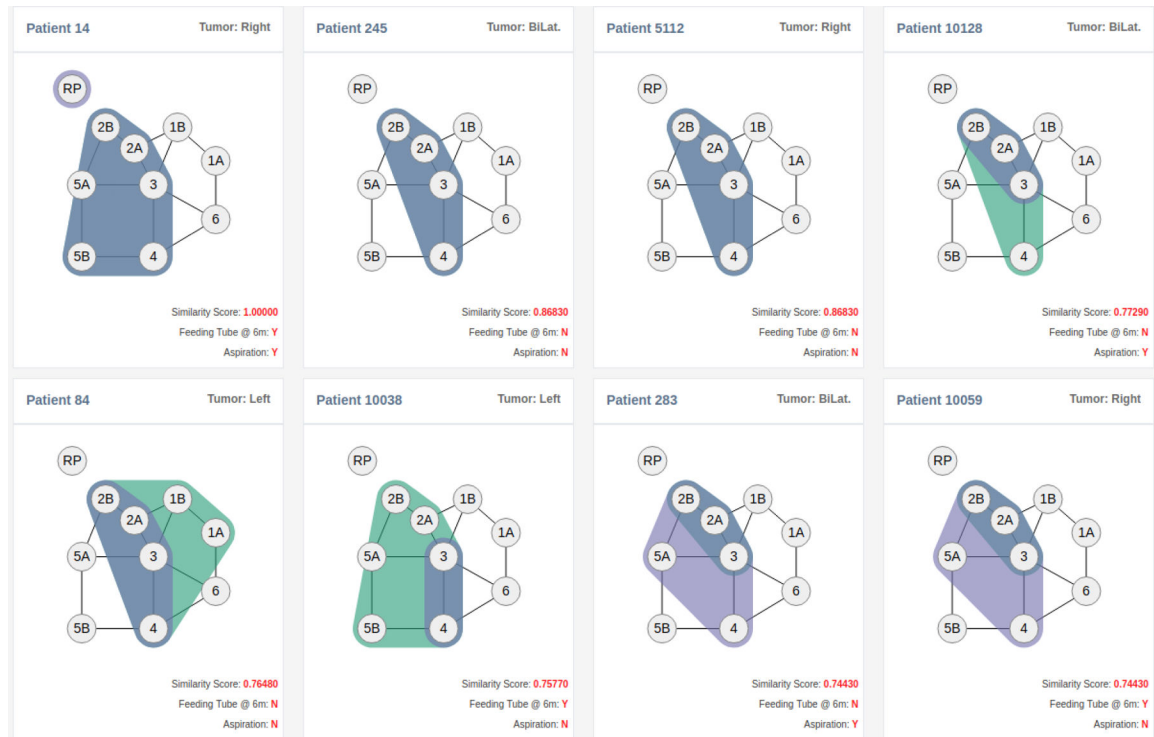 Patient 14 Tumor: Right
RP
2B 1B
2A
1A
5A 3
6
5B 4
Similarity Score: 1.00000
Feeding Tube @ 6m: Y
Aspiration: Y
Patient 245 Tumor: BiLat.
RP
2B 1B
2A
1A
5A 3
6
5B 4
Similarity Score: 0.86830
Feeding Tube @ 6m: N
Aspiration: N
Patient 5112 Tumor: Right
RP
2B 1B
2A
1A
5A 3
6
5B 4
Similarity Score: 0.86830
Feeding Tube @ 6m: N
Aspiration: N
Patient 10128 Tumor: BiLat.
RP
2B 1B
2A
1A
5A 3
6
5B 4
Similarity Score: 0.77290
Feeding Tube @ 6m: N
Aspiration: Y
Patient 84 Tumor: Left
RP
2B 1B
2A
1A
5A 3
6
5B 4
Similarity Score: 0.76480
Feeding Tube @ 6m: N
Aspiration: N
Patient 10038 Tumor: Left
RP
2B 1B
2A
1A
5A 3
6
5B 4
Similarity Score: 0.75770
Feeding Tube @ 6m: Y
Aspiration: N
Patient 283 Tumor: BiLat.
RP
2B 1B
2A
1A
5A 3
6
5B 4
Similarity Score: 0.74430
Feeding Tube @ 6m: N
Aspiration: Y
Patient 10059 Tumor: Right
RP
2B 1B
2A
1A
5A 3
6
5B 4
Similarity Score: 0.74430
Feeding Tube @ 6m: Y
Aspiration: N